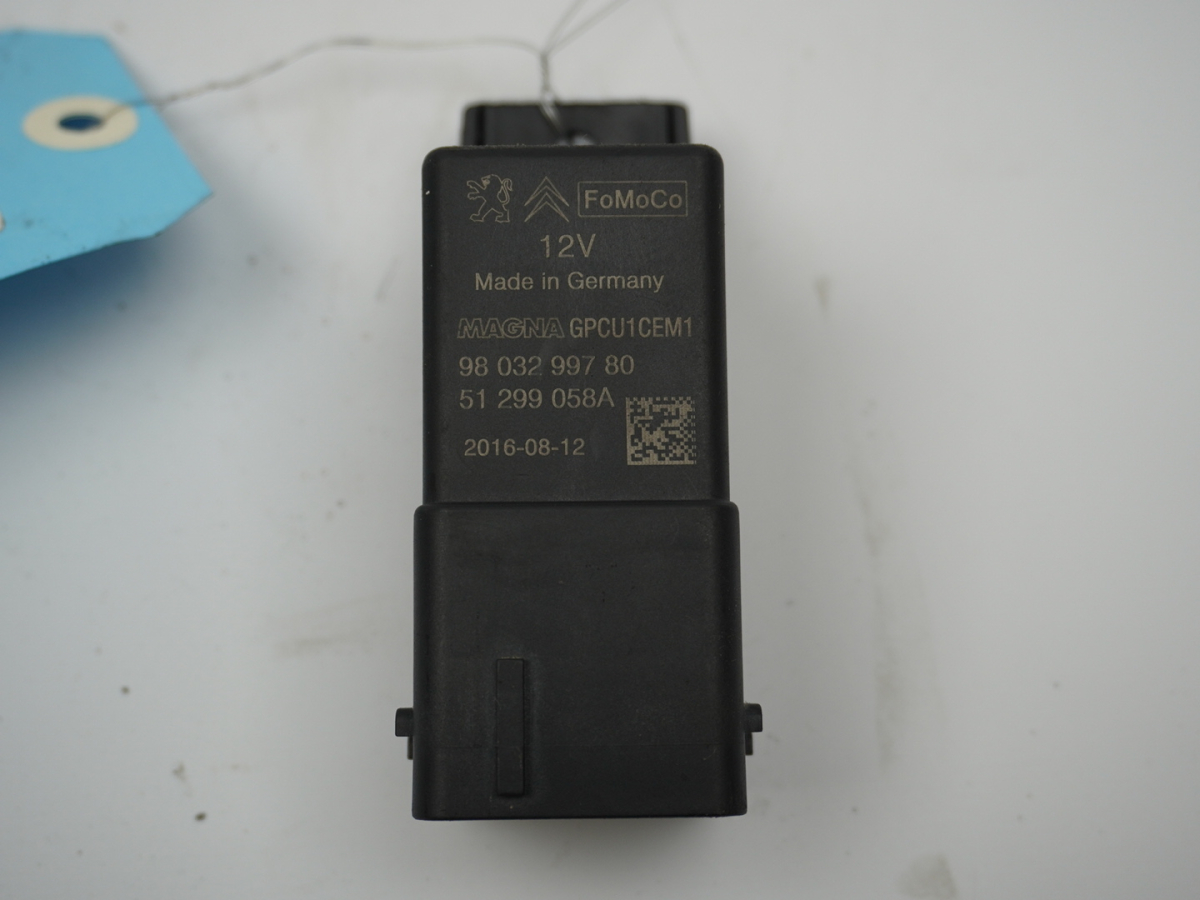 FoMoCo
12V
Made in Germany
MAGNA GPCU1CEM1
98 032 997 80
51 299 058A
2016-08-12